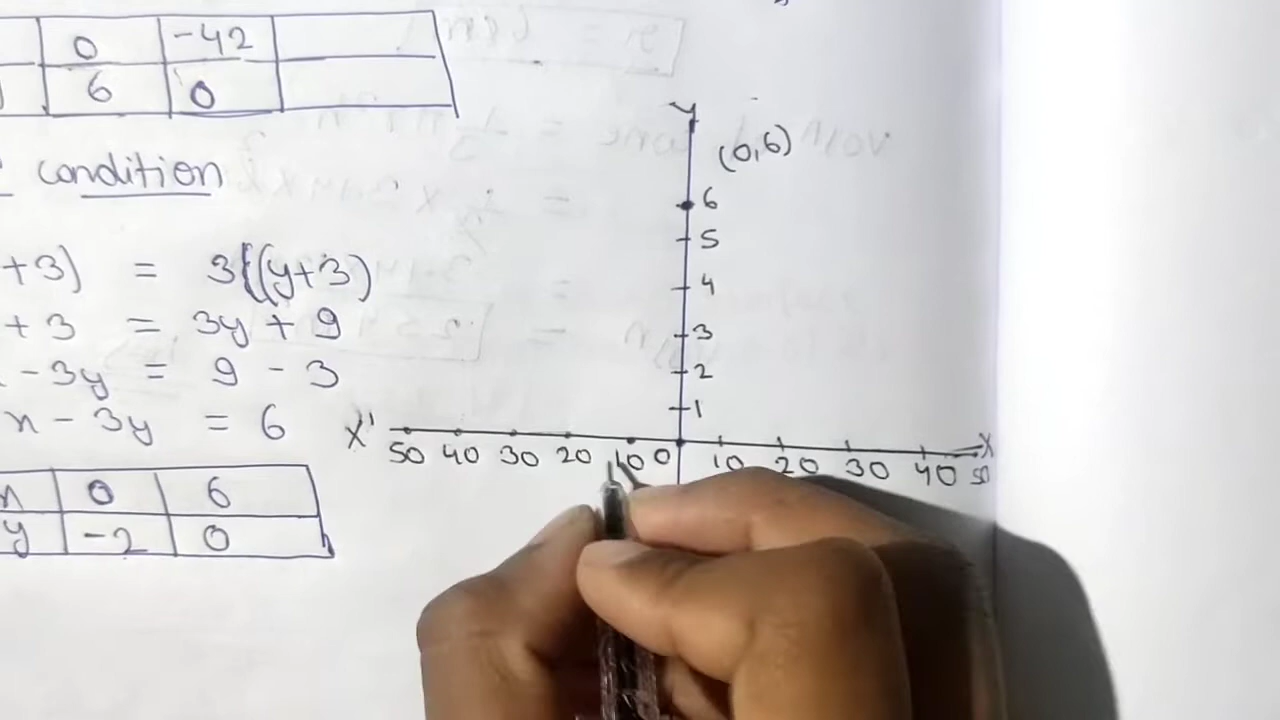 0 -42
6 0
condition
+3) = 3((y+3)
+ 3 = 3y + 9
- 3y = 9 - 3
x - 3y = 6
x 0 6
y -2 0
y
(0,6)
6
5
4
3
2
1
X' X
50 40 30 20 10 0 10 20 30 40 50